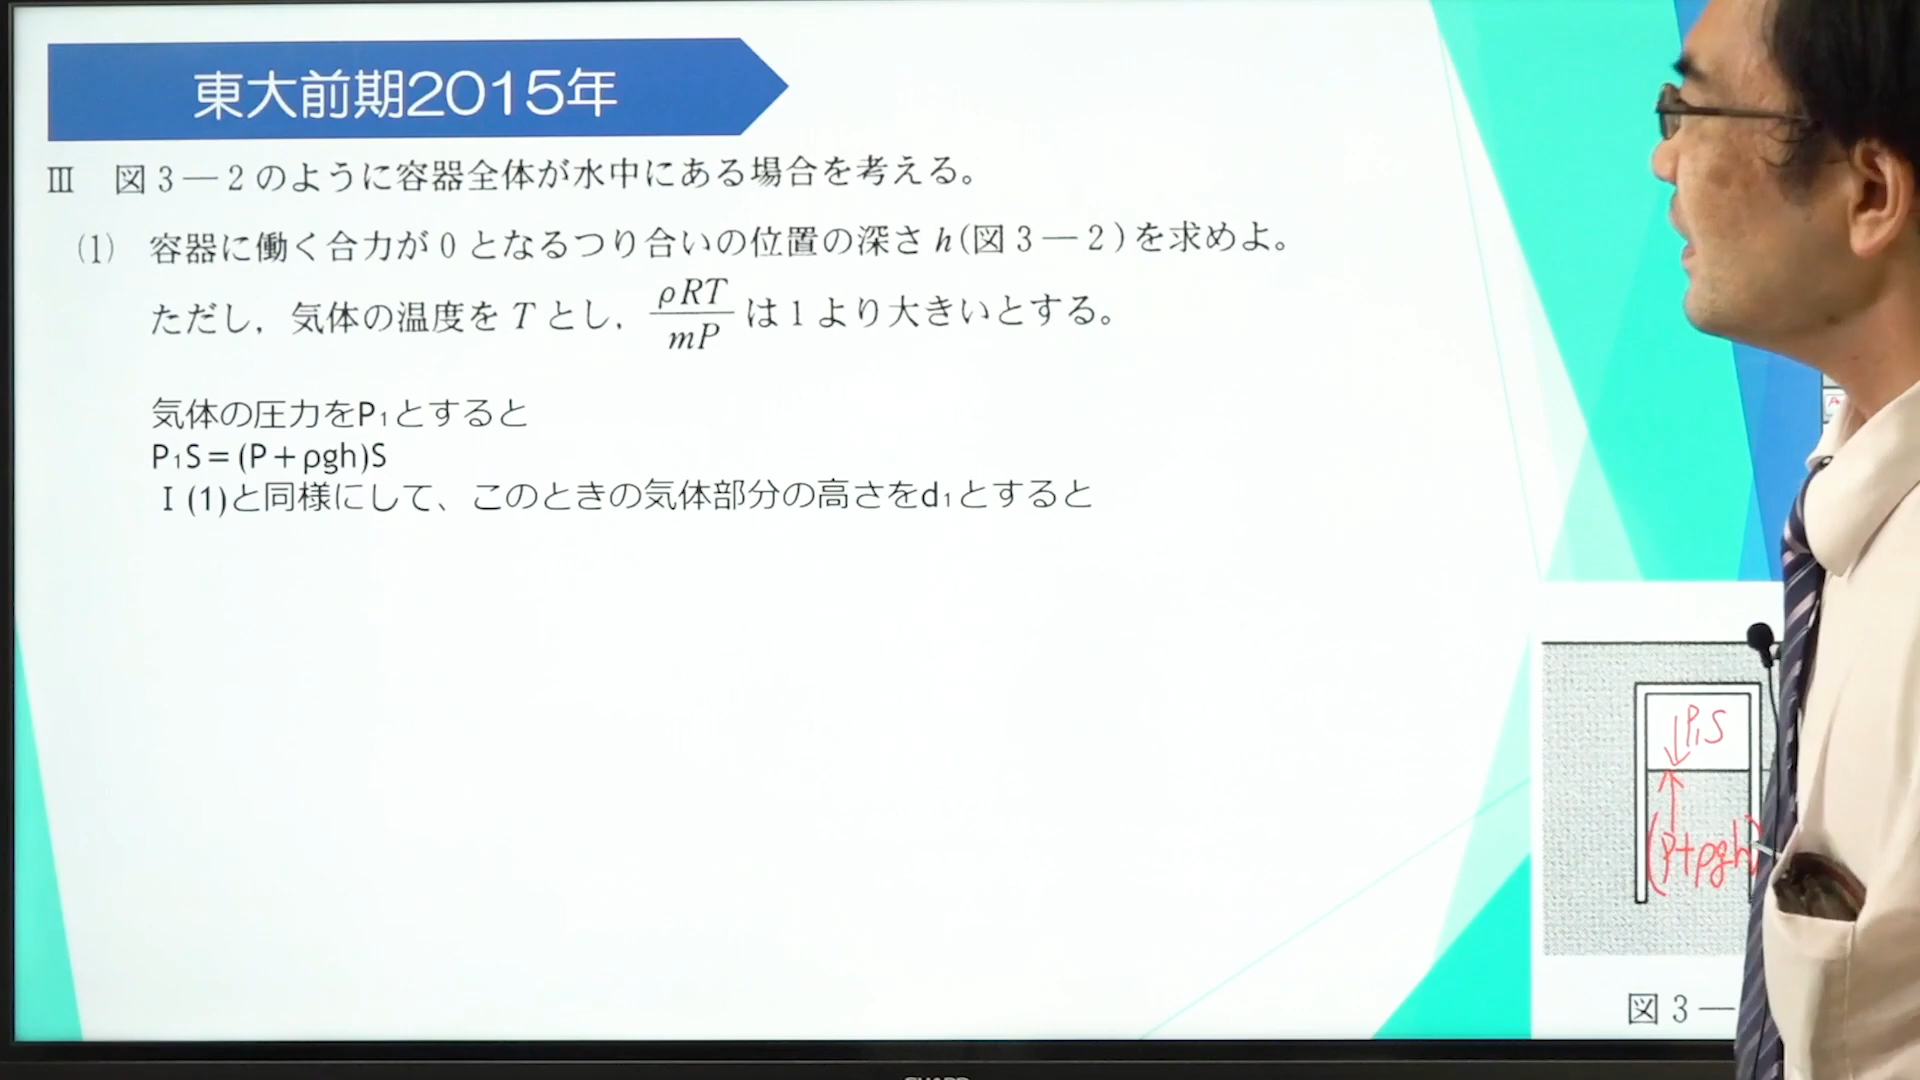 東大前期2015年
Ⅲ 図3―2のように容器全体が水中にある場合を考える。
(1) 容器に働く合力が0となるつり合いの位置の深さh(図3―2)を求めよ。
ただし，気体の温度をTとし，ρRT/mPは1より大きいとする。
気体の圧力をP₁とすると
P₁S＝(P＋ρgh)S
Ⅰ(1)と同様にして、このときの気体部分の高さをd₁とすると
P₁S
(P+ρgh)
図3―